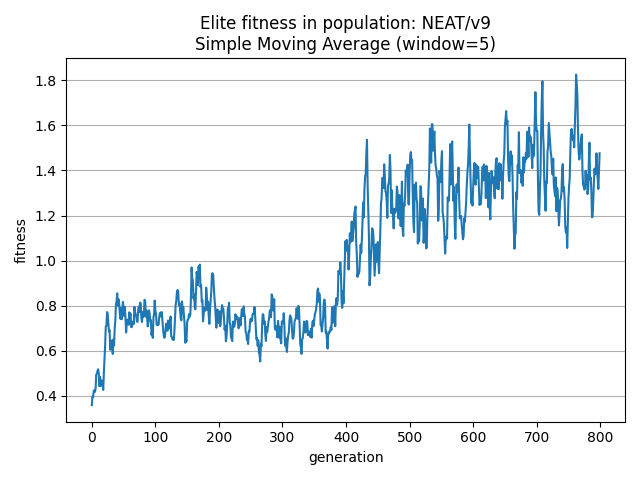 Elite fitness in population: NEAT/v9
Simple Moving Average (window=5)
fitness
1.8
1.6
1.4
1.2
1.0
0.8
0.6
0.4
0 100 200 300 400 500 600 700 800
generation